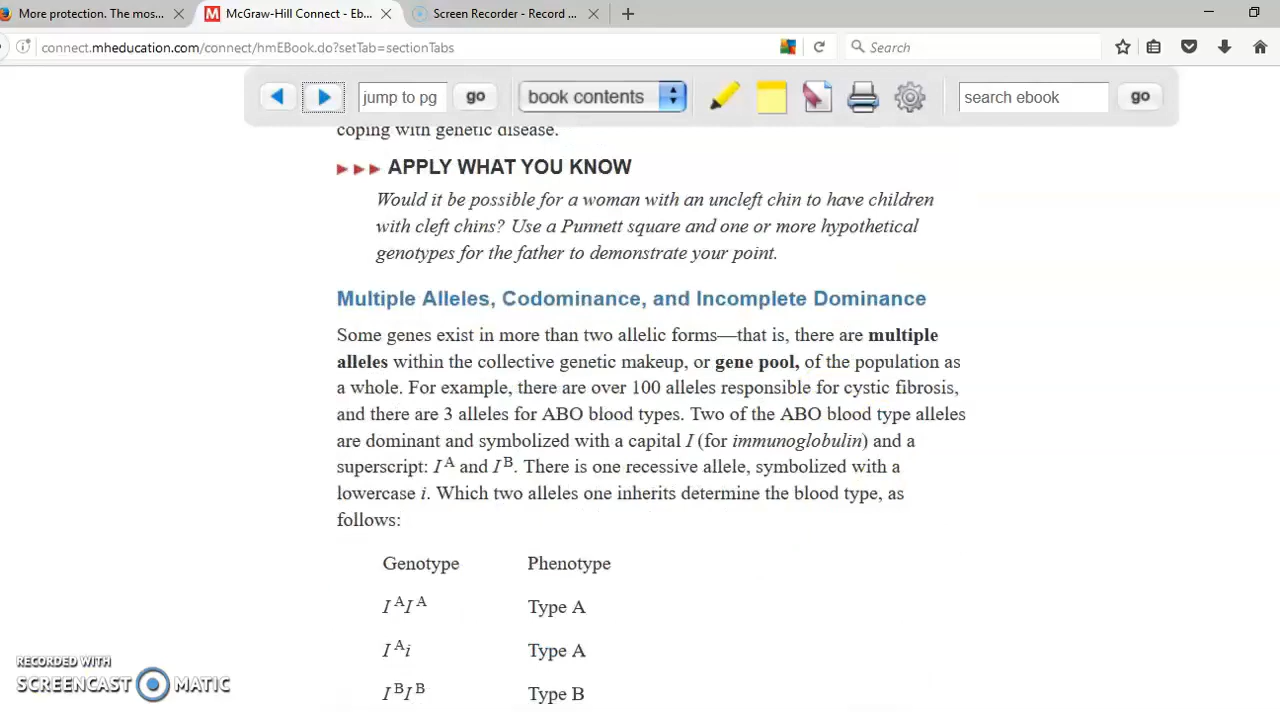 More protection. The mos...
McGraw-Hill Connect - Eb...
Screen Recorder - Record ...
connect.mheducation.com/connect/hmEBook.do?setTab=sectionTabs
Search
jump to pg
go
book contents
search ebook
go
coping with genetic disease.
APPLY WHAT YOU KNOW
Would it be possible for a woman with an uncleft chin to have children
with cleft chins? Use a Punnett square and one or more hypothetical
genotypes for the father to demonstrate your point.
Multiple Alleles, Codominance, and Incomplete Dominance
Some genes exist in more than two allelic forms—that is, there are multiple
alleles within the collective genetic makeup, or gene pool, of the population as
a whole. For example, there are over 100 alleles responsible for cystic fibrosis,
and there are 3 alleles for ABO blood types. Two of the ABO blood type alleles
are dominant and symbolized with a capital I (for immunoglobulin) and a
superscript: I^A and I^B. There is one recessive allele, symbolized with a
lowercase i. Which two alleles one inherits determine the blood type, as
follows:
Genotype Phenotype
I^A I^A Type A
I^A i Type A
I^B I^B Type B
RECORDED WITH
SCREENCAST MATIC